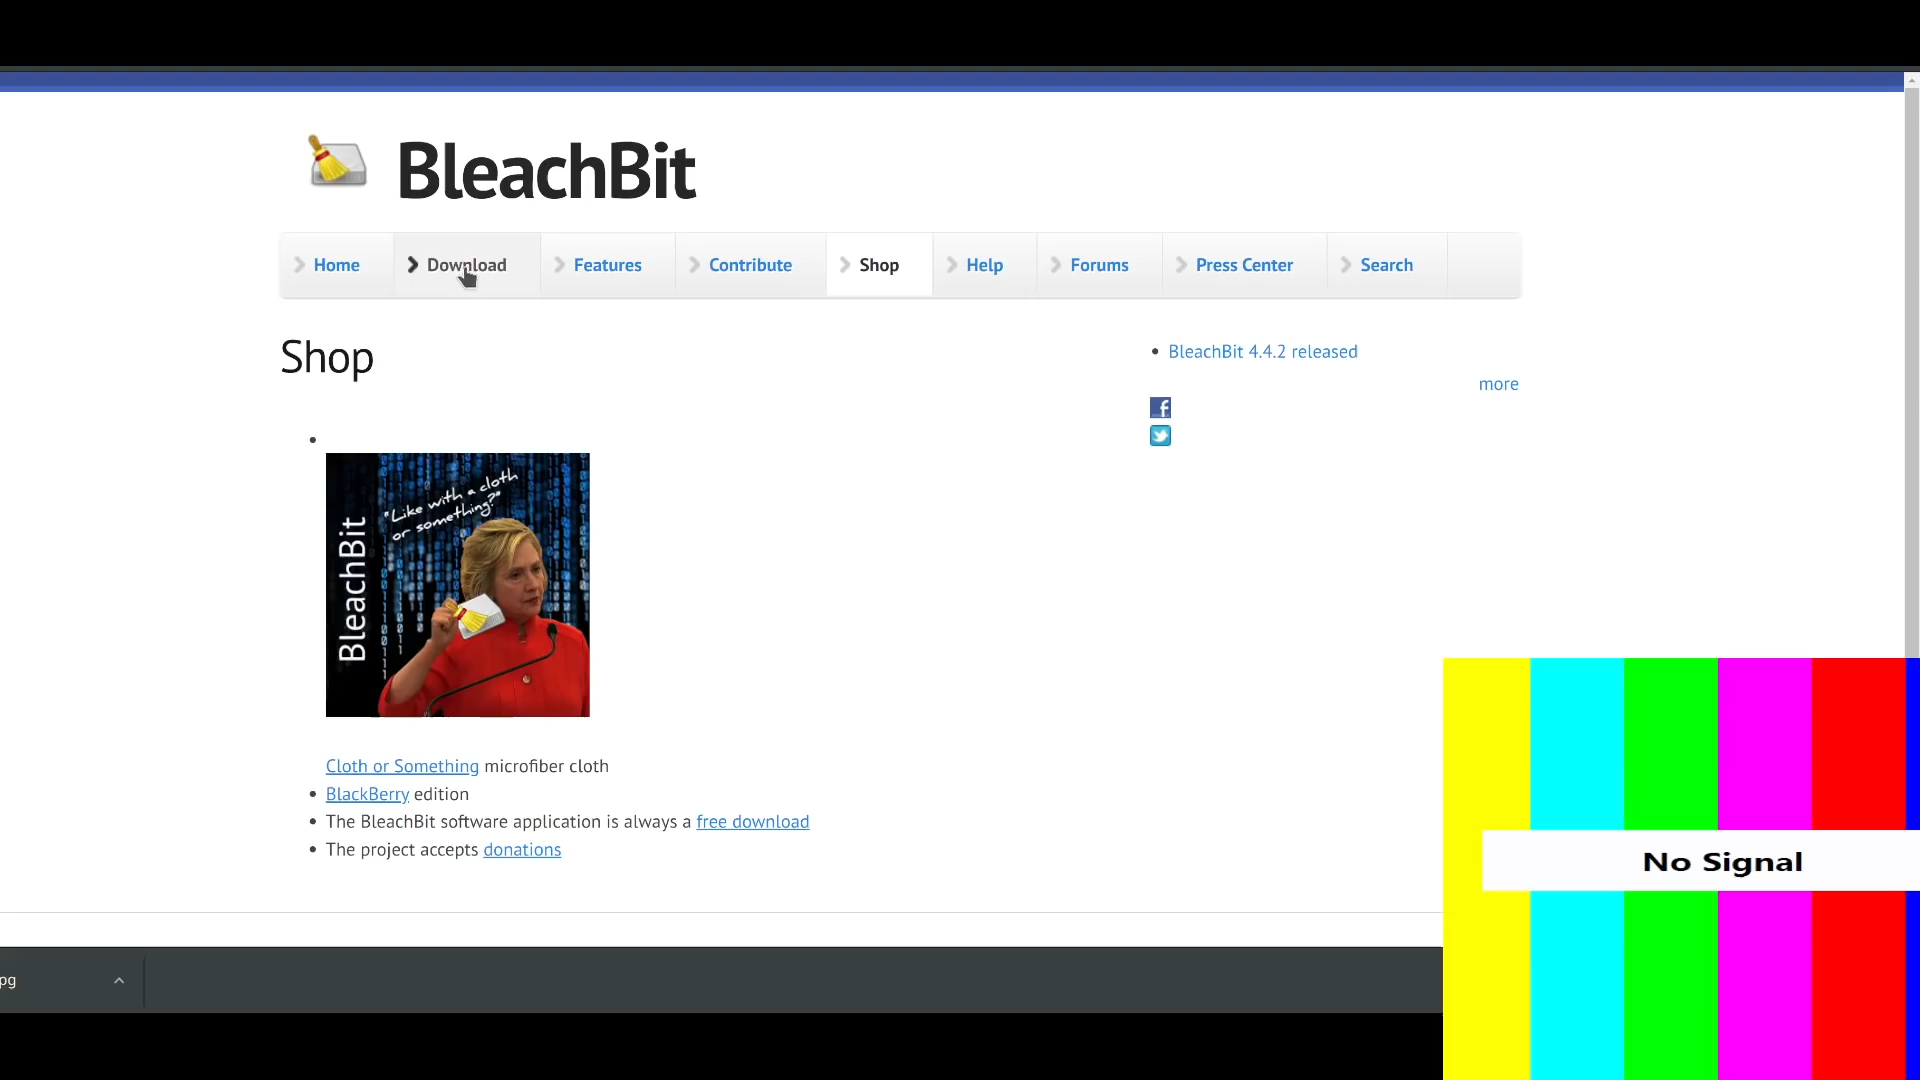 BleachBit
Home
Download
Features
Contribute
Shop
Help
Forums
Press Center
Search
Shop
BleachBit 4.4.2 released
more
"Like with a cloth
or something?"
BleachBit
Cloth or Something microfiber cloth
BlackBerry edition
The BleachBit software application is always a free download
The project accepts donations
No Signal
pg